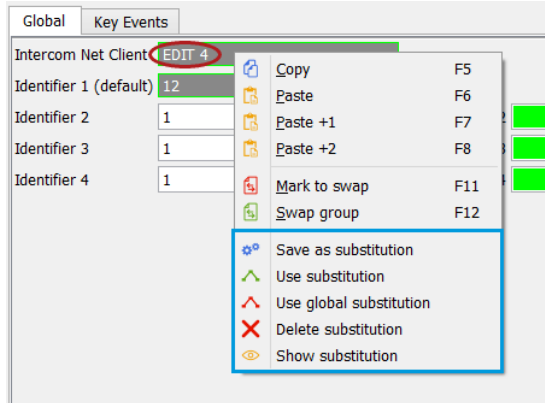 Global Key Events
Intercom Net Client EDIT 4
Identifier 1 (default) 12
Identifier 2 1
Identifier 3 1
Identifier 4 1
Copy F5
Paste F6
Paste +1 F7
Paste +2 F8
Mark to swap F11
Swap group F12
Save as substitution
Use substitution
Use global substitution
Delete substitution
Show substitution